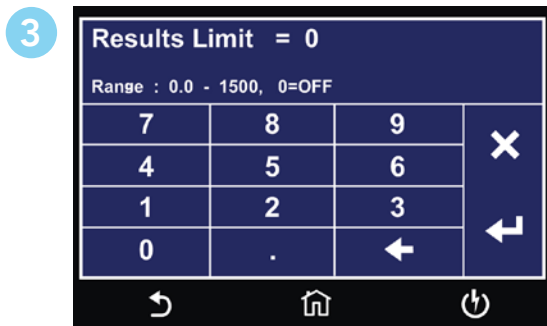 3
Results Limit = 0
Range : 0.0 - 1500, 0=OFF
7 8 9
4 5 6
1 2 3
0 .